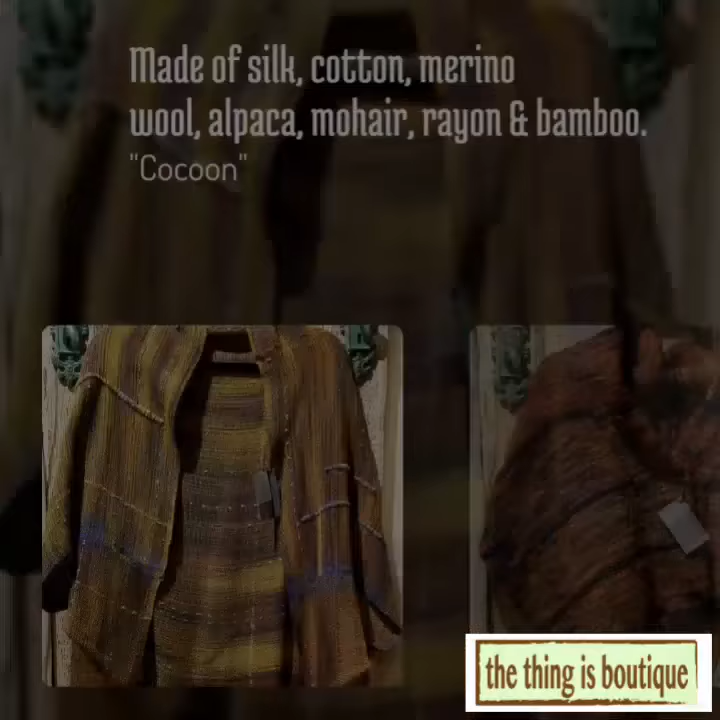 Made of silk, cotton, merino
wool, alpaca, mohair, rayon & bamboo.
"Cocoon"
the thing is boutique